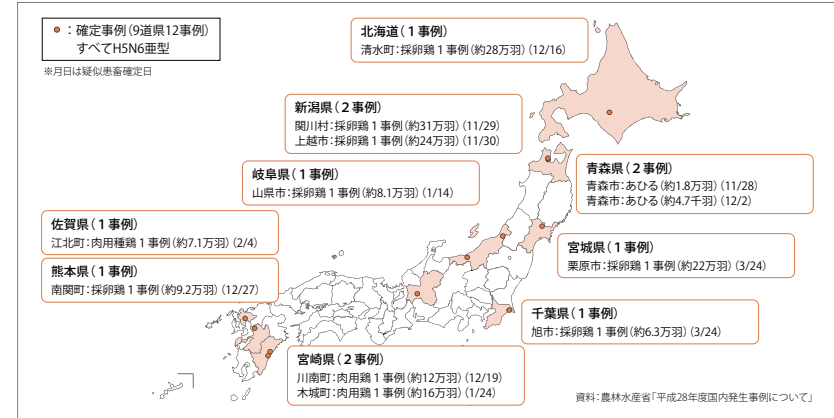 ●：確定事例（9道県12事例）
すべてH5N6亜型
※月日は疑似患畜確定日
北海道（１事例）
清水町：採卵鶏１事例（約28万羽）（12/16）
新潟県（２事例）
関川村：採卵鶏１事例（約31万羽）（11/29）
上越市：採卵鶏１事例（約24万羽）（11/30）
青森県（２事例）
青森市：あひる（約1.8万羽）（11/28）
青森市：あひる（約4.7千羽）（12/2）
岐阜県（１事例）
山県市：採卵鶏１事例（約8.1万羽）（1/14）
佐賀県（１事例）
江北町：肉用種鶏１事例（約7.1万羽）（2/4）
宮城県（１事例）
栗原市：採卵鶏１事例（約22万羽）（3/24）
熊本県（１事例）
南関町：採卵鶏１事例（約9.2万羽）（12/27）
千葉県（１事例）
旭市：採卵鶏１事例（約6.3万羽）（3/24）
宮崎県（２事例）
川南町：肉用鶏１事例（約12万羽）（12/19）
木城町：肉用鶏１事例（約16万羽）（1/24）
資料：農林水産省「平成28年度国内発生事例について」